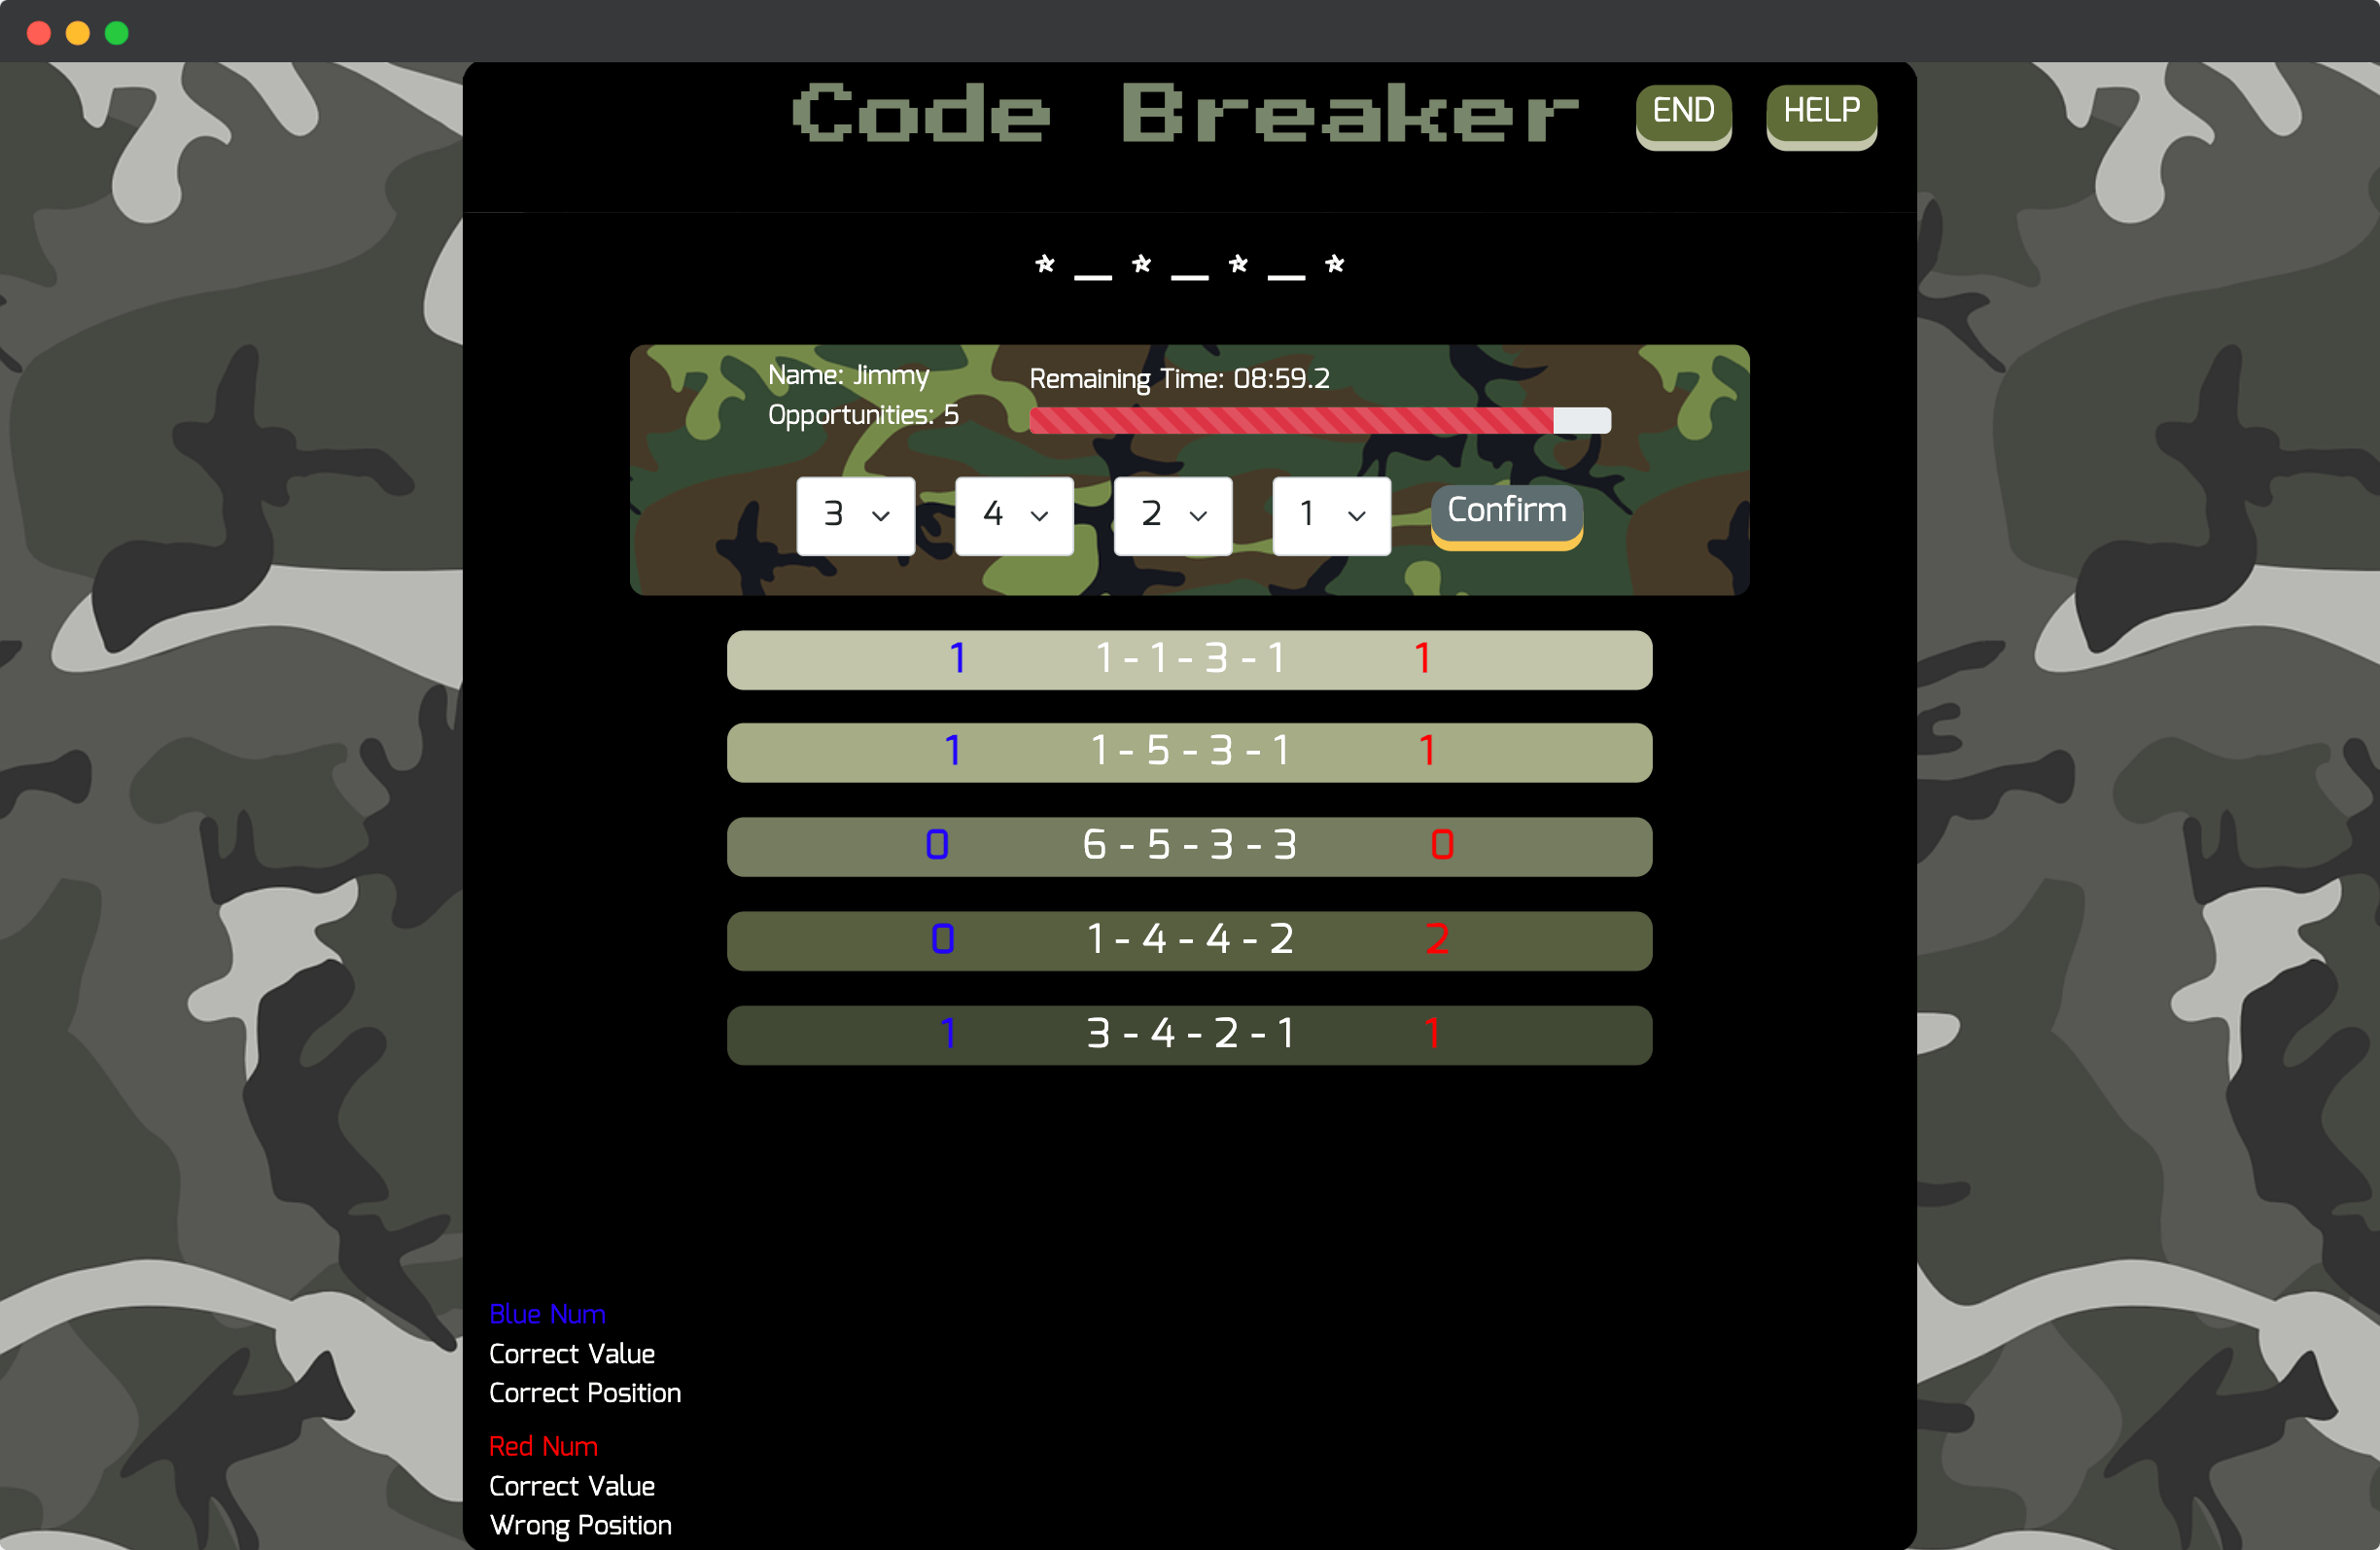 Code Breaker
END
HELP
* _ * _ * _ *
Name: Jimmy
Remaining Time: 08:59.2
Opportunities: 5
3
4
2
1
Confirm
1 1 - 1 - 3 - 1 1
1 1 - 5 - 3 - 1 1
0 6 - 5 - 3 - 3 0
0 1 - 4 - 4 - 2 2
1 3 - 4 - 2 - 1 1
Blue Num
Correct Value
Correct Position
Red Num
Correct Value
Wrong Position